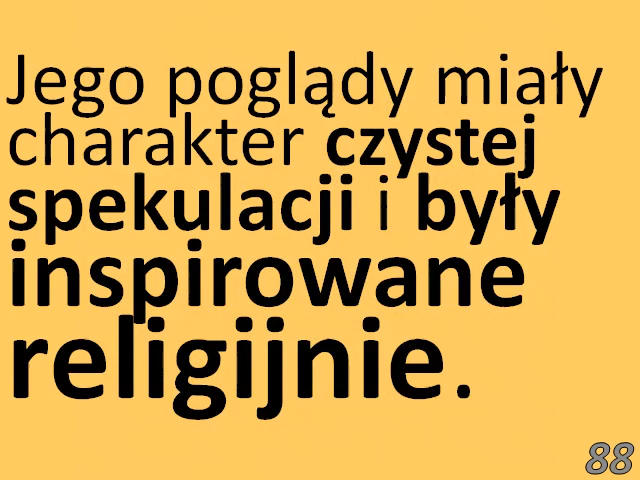 Jego poglądy miały
charakter czystej
spekulacji i były
inspirowane
religijnie.
88